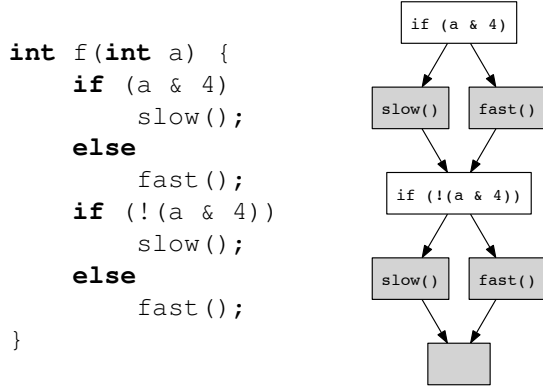 int f(int a) {
    if (a & 4)
        slow();
    else
        fast();
    if (!(a & 4))
        slow();
    else
        fast();
}
if (a & 4)
slow() fast()
if (!(a & 4))
slow() fast()